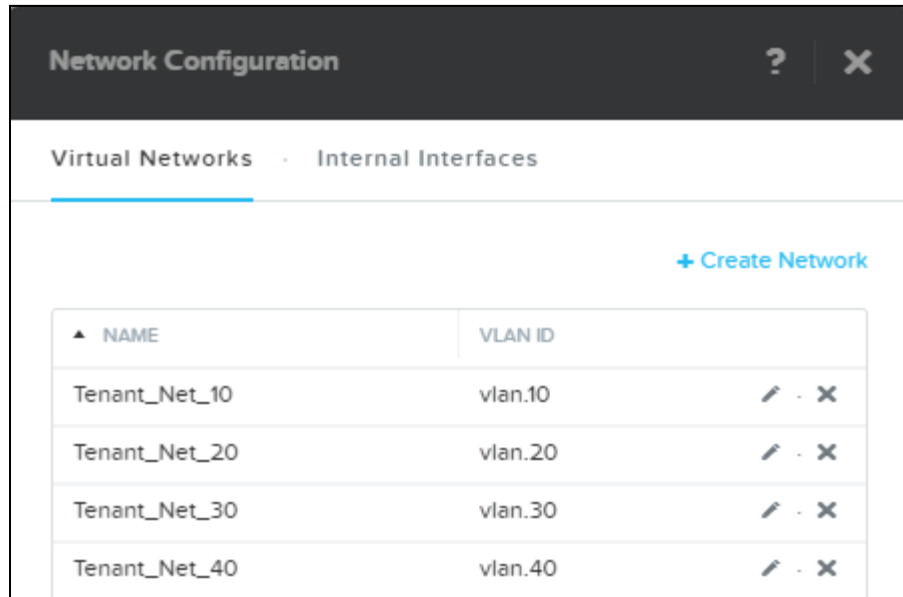 Network Configuration ?
Virtual Networks · Internal Interfaces
+ Create Network
NAME VLAN ID
Tenant_Net_10 vlan.10
Tenant_Net_20 vlan.20
Tenant_Net_30 vlan.30
Tenant_Net_40 vlan.40